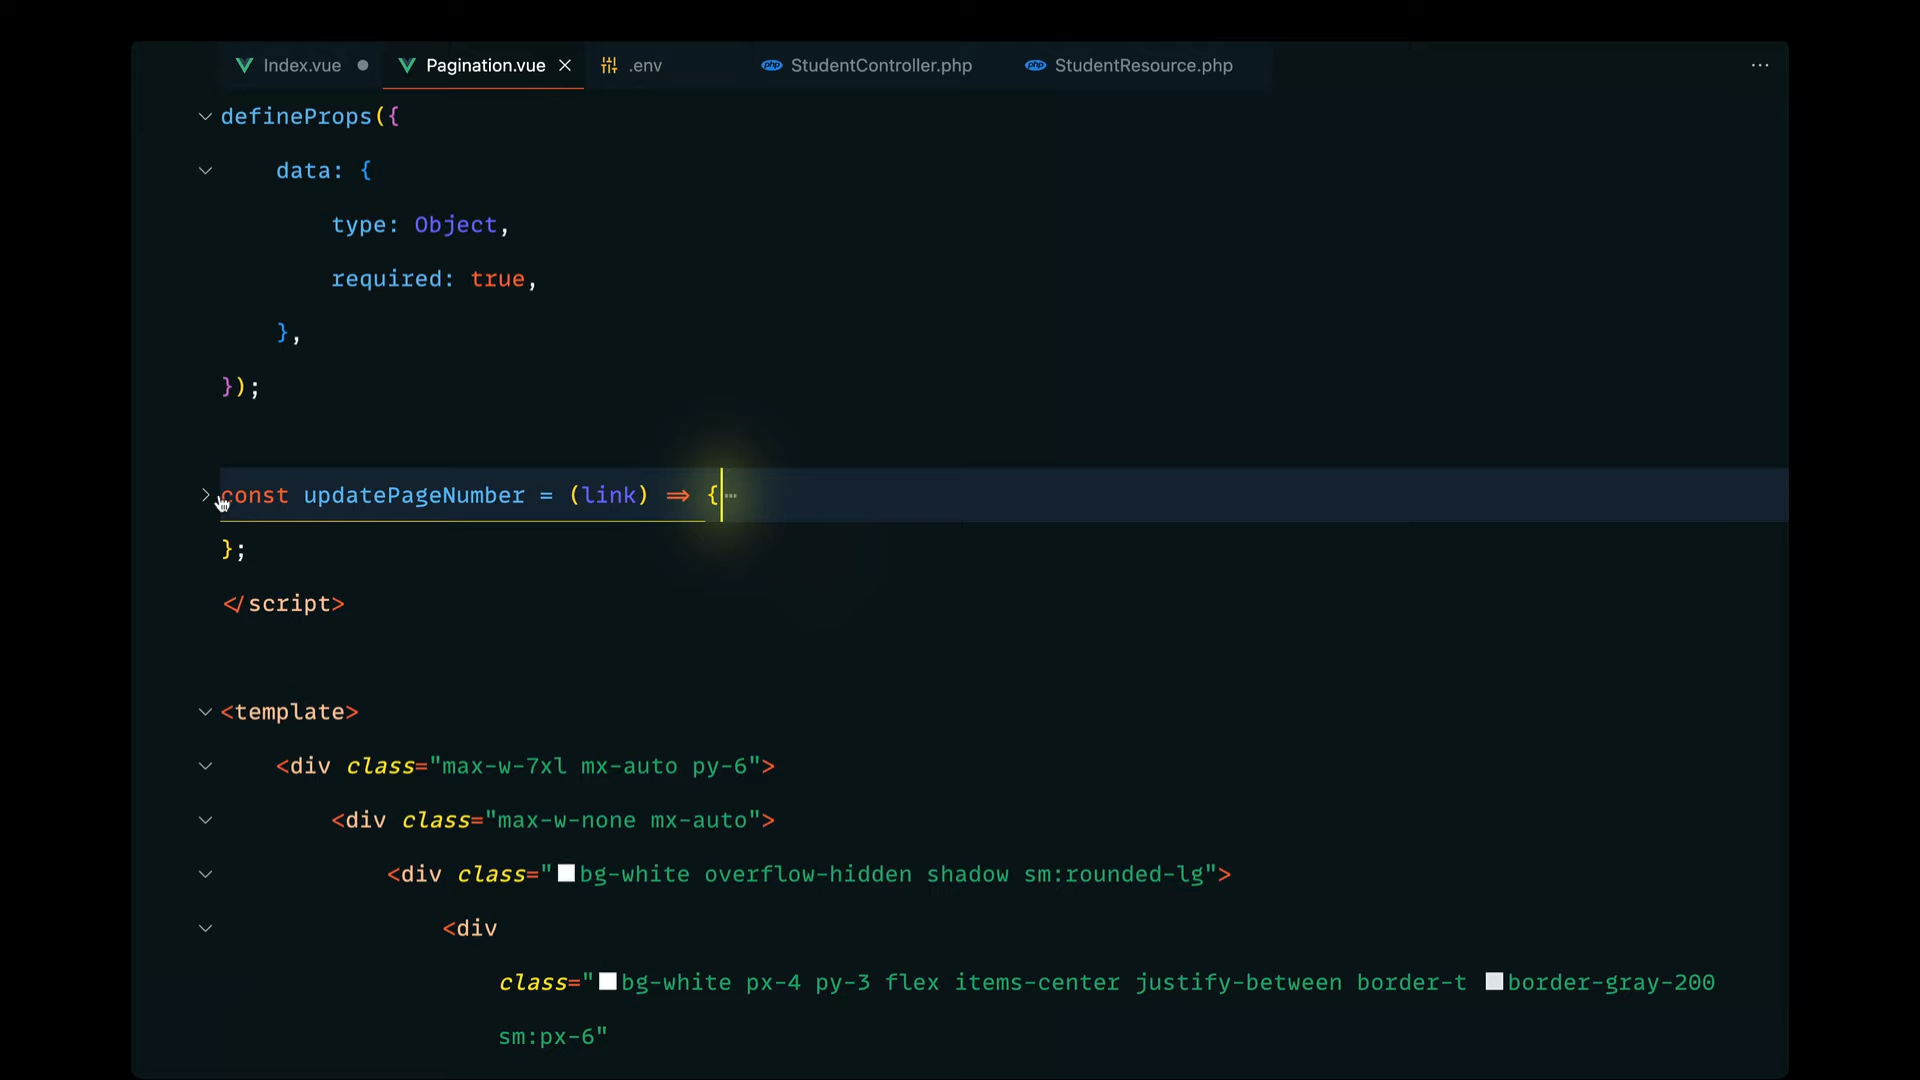 Index.vue Pagination.vue .env StudentController.php StudentResource.php
defineProps({
data: {
type: Object,
required: true,
},
});
const updatePageNumber = (link) => {
};
</script>
<template>
<div class="max-w-7xl mx-auto py-6">
<div class="max-w-none mx-auto">
<div class="bg-white overflow-hidden shadow sm:rounded-lg">
<div
class="bg-white px-4 py-3 flex items-center justify-between border-t border-gray-200
sm:px-6"